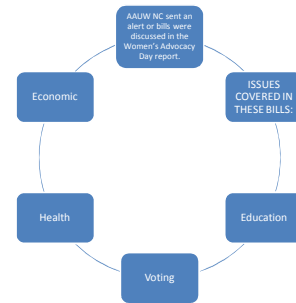 AAUW NC sent an
alert or bills were
discussed in the
Women's Advocacy
Day report.
ISSUES
COVERED IN
THESE BILLS:
Education
Voting
Health
Economic